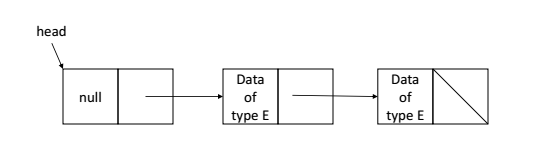 head
null
Data
of
type E
Data
of
type E